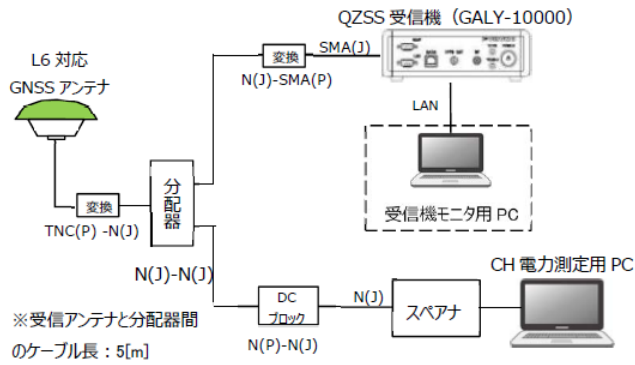 QZSS 受信機（GALY-10000）
L6 対応
GNSS アンテナ
変換
SMA(J)
N(J)-SMA(P)
LAN
受信機モニタ用 PC
変換
TNC(P) -N(J)
分配器
N(J)-N(J)
DC
ブロック
N(P)-N(J)
N(J)
スペアナ
CH 電力測定用 PC
※受信アンテナと分配器間
のケーブル長：5[m]